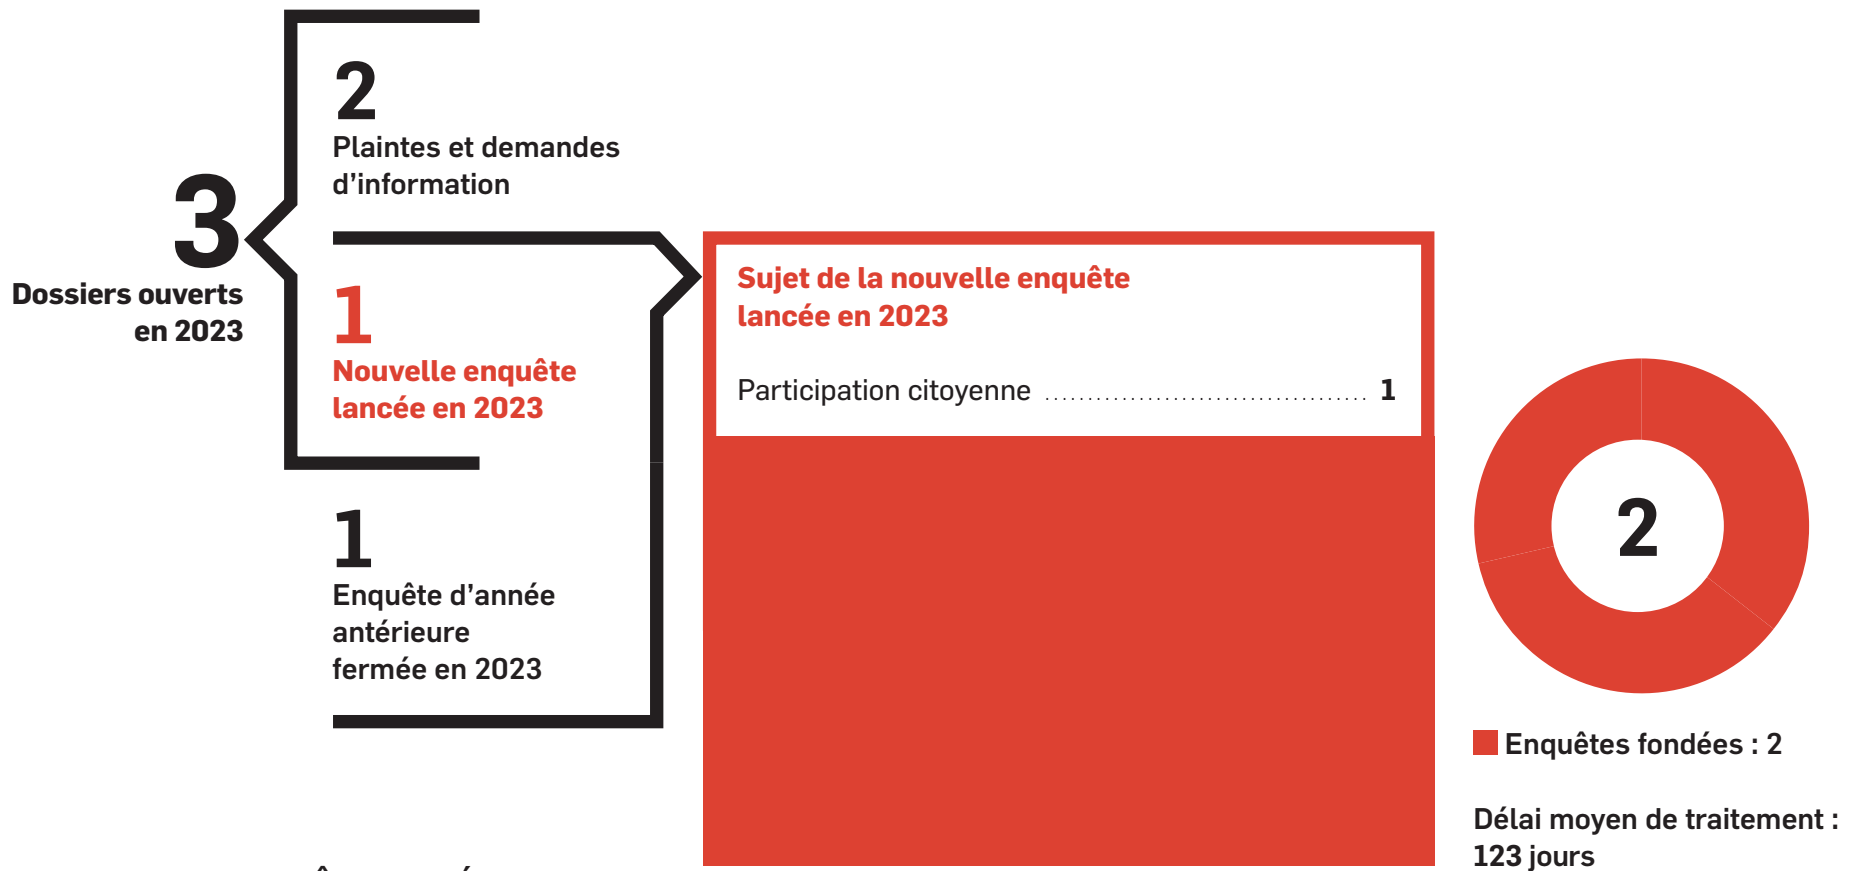 3
Dossiers ouverts
en 2023
2
Plaintes et demandes
d’information
1
Nouvelle enquête
lancée en 2023
1
Enquête d’année
antérieure
fermée en 2023
Sujet de la nouvelle enquête
lancée en 2023
Participation citoyenne ..................................... 1
2
Enquêtes fondées : 2
Délai moyen de traitement :
123 jours